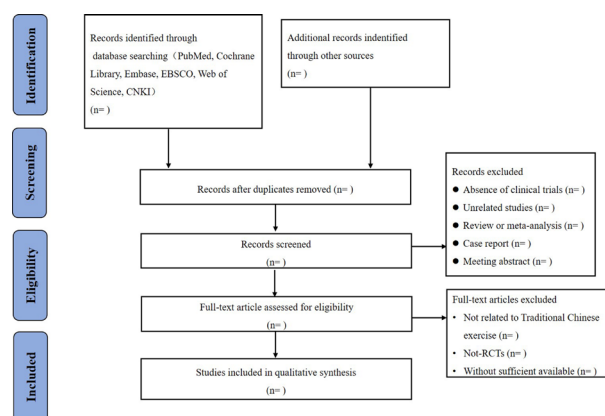 Identification
Records identified through
database searching（PubMed, Cochrane
Library, Embase, EBSCO, Web of
Science, CNKI）
(n= )
Additional records indentified
through other sources
(n= )
Screening
Records after duplicates removed (n= )
Records excluded
● Absence of clinical trials (n= )
● Unrelated studies (n= )
● Review or meta-analysis (n= )
● Case report (n= )
● Meeting abstract (n= )
Records screened
(n= )
Eligibility
Full-text article assessed for eligibility
(n= )
Full-text articles excluded
• Not related to Traditional Chinese
exercise (n= )
• Not-RCTs (n= )
• Without sufficient available (n= )
Included
Studies included in qualitative synthesis
(n= )